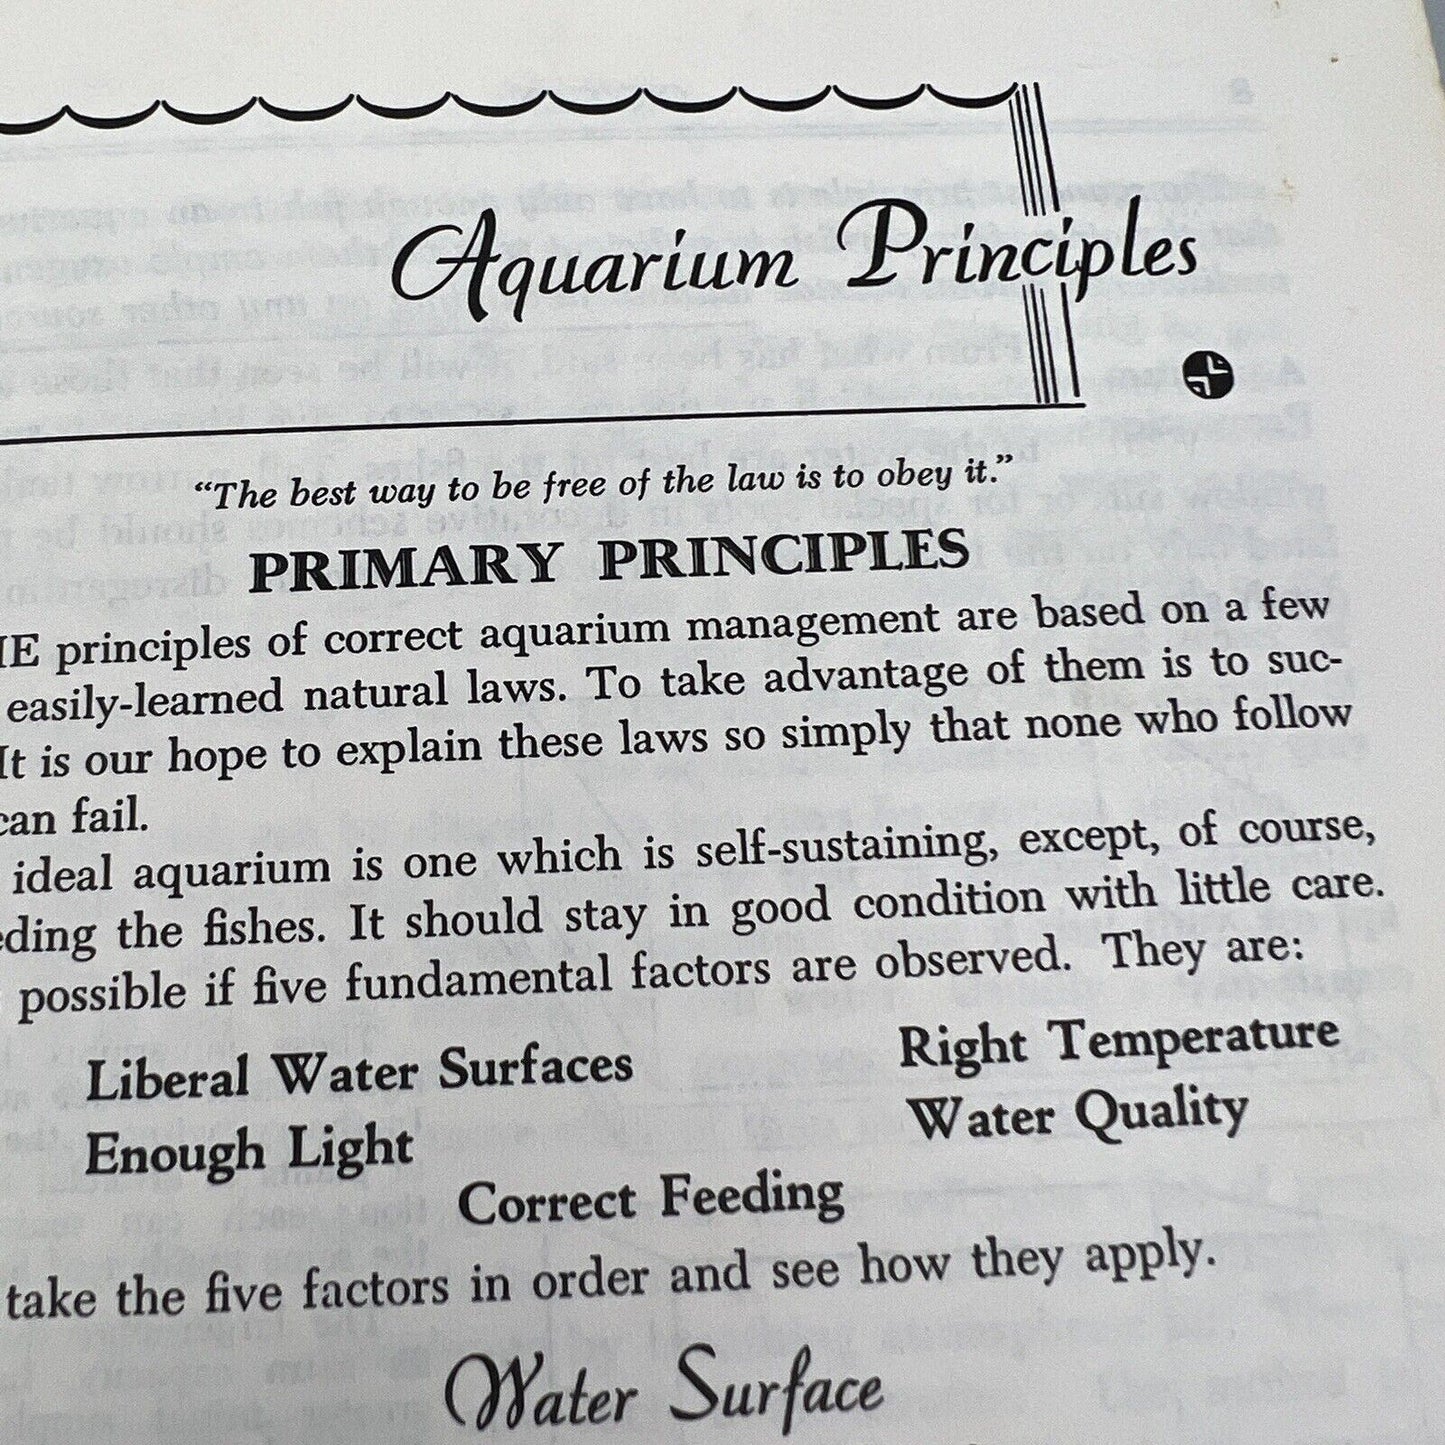 Aquarium Principles
“The best way to be free of the law is to obey it.”
PRIMARY PRINCIPLES
principles of correct aquarium management are based on a few
easily-learned natural laws. To take advantage of them is to suc-
It is our hope to explain these laws so simply that none who follow
can fail.
ideal aquarium is one which is self-sustaining, except, of course,
the fishes. It should stay in good condition with little care.
possible if five fundamental factors are observed. They are:
Liberal Water Surfaces Right Temperature
Enough Light Water Quality
Correct Feeding
take the five factors in order and see how they apply.
Water Surface